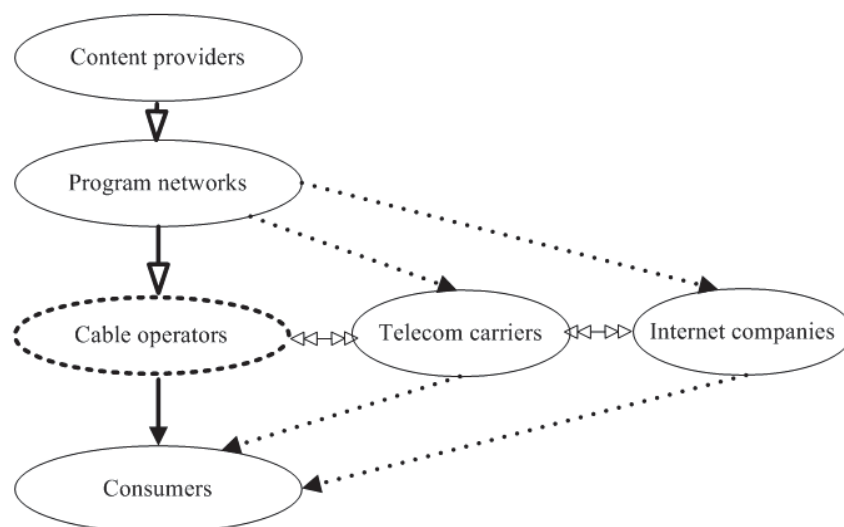 Content providers
Program networks
Cable operators
Telecom carriers
Internet companies
Consumers